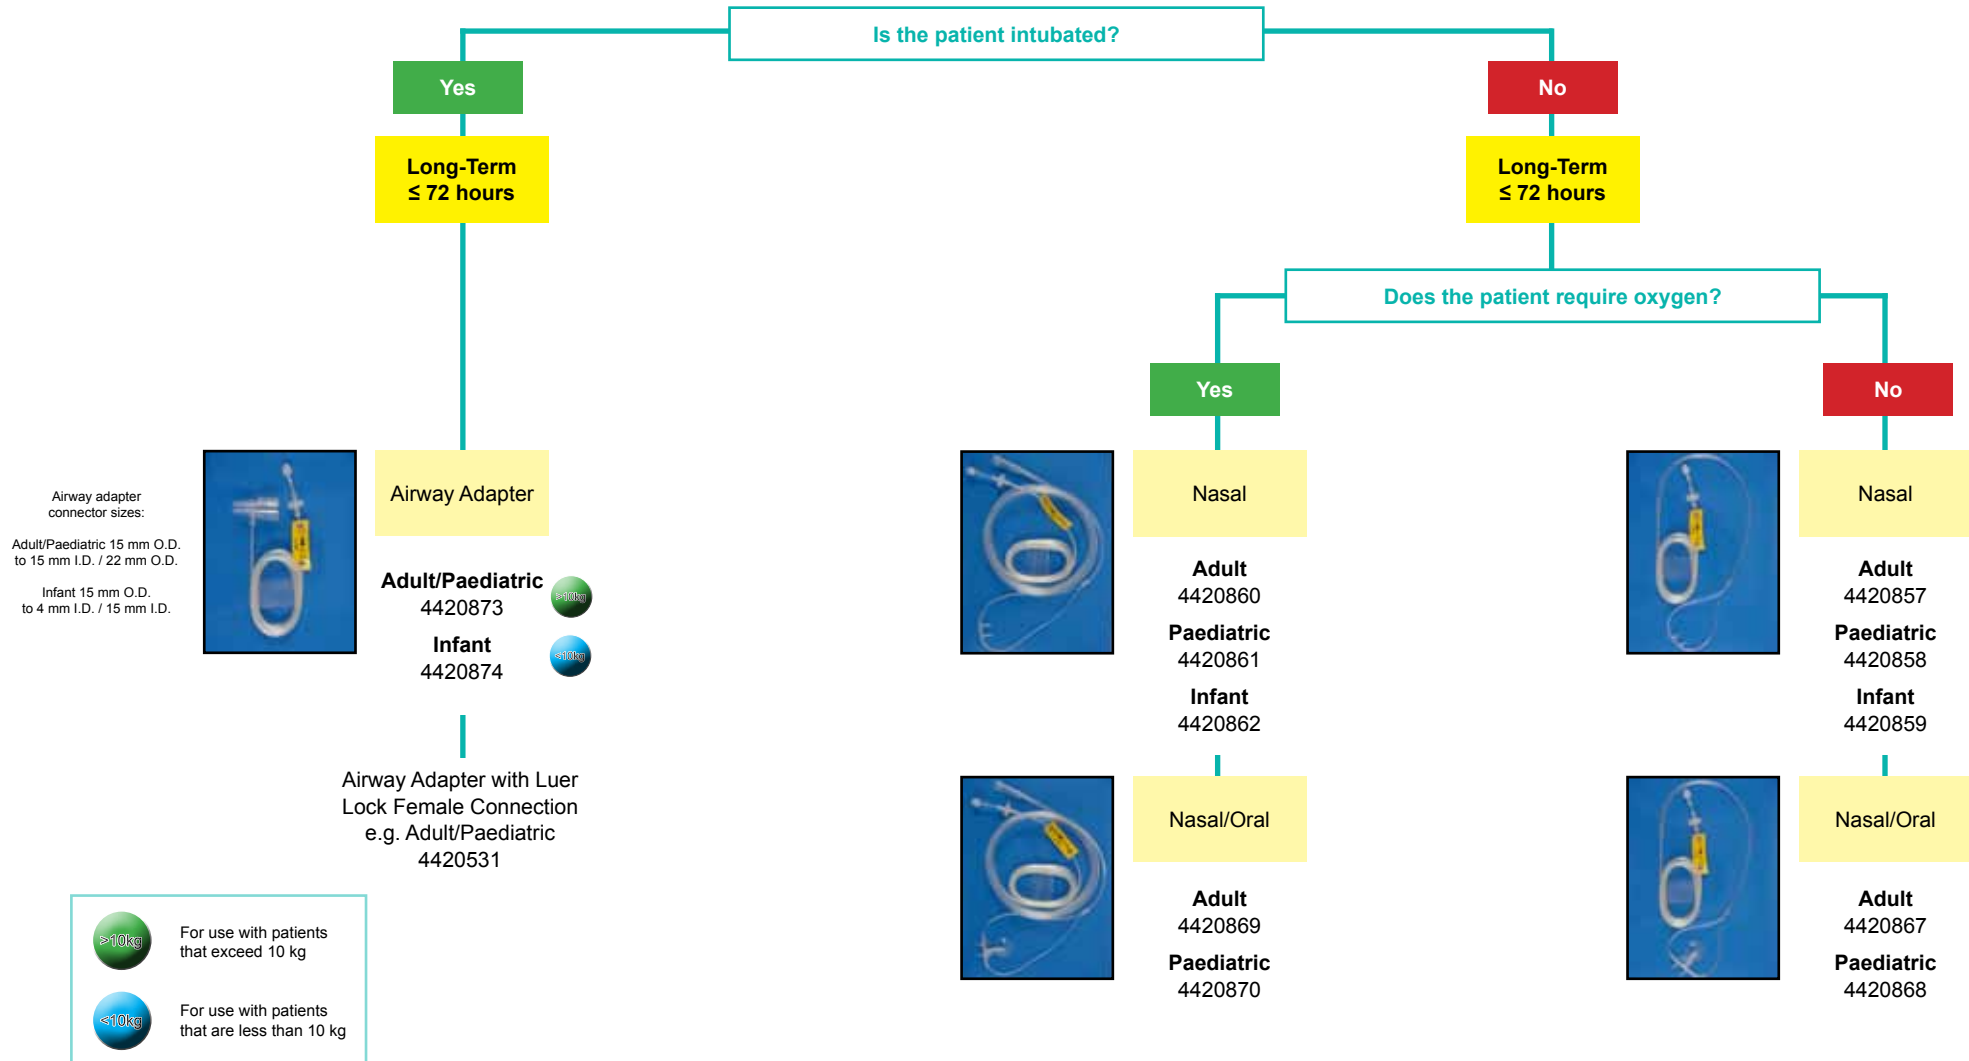 Is the patient intubated?
Yes
No
Long-Term
≤ 72 hours
Long-Term
≤ 72 hours
Does the patient require oxygen?
Yes
No
Airway adapter
connector sizes:
Adult/Paediatric 15 mm O.D.
to 15 mm I.D. / 22 mm O.D.
Infant 15 mm O.D.
to 4 mm I.D. / 15 mm I.D.
Airway Adapter
Adult/Paediatric
4420873
>10kg
Infant
4420874
<10kg
Airway Adapter with Luer
Lock Female Connection
e.g. Adult/Paediatric
4420531
Nasal
Adult
4420860
Paediatric
4420861
Infant
4420862
Nasal/Oral
Adult
4420869
Paediatric
4420870
Nasal
Adult
4420857
Paediatric
4420858
Infant
4420859
Nasal/Oral
Adult
4420867
Paediatric
4420868
>10kg
For use with patients
that exceed 10 kg
<10kg
For use with patients
that are less than 10 kg